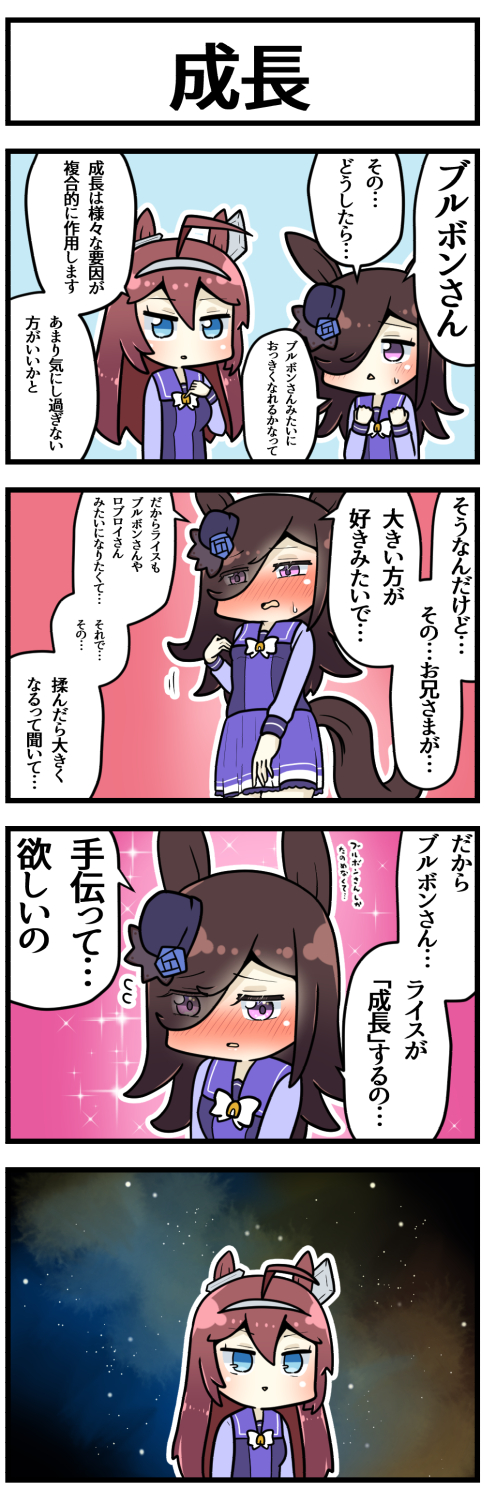 成長
ブルボンさん
その…
どうしたら…
ブルボンさんみたいに
おっきくなれるかなって
成長は様々な要因が
複合的に作用します
あまり気にし過ぎない
方がいいかと
そうなんだけど…
その…お兄さまが…
大きい方が
好きみたいで…
だからライスも
ブルボンさんや
ロブロイさん
みたいになりたくて…
それで…
その…
揉んだら大きく
なるって聞いて…
だから
ブルボンさん…
ライスが
「成長」するの…
ブルボンさんしか
たのめなくて…
手伝って…
欲しいの